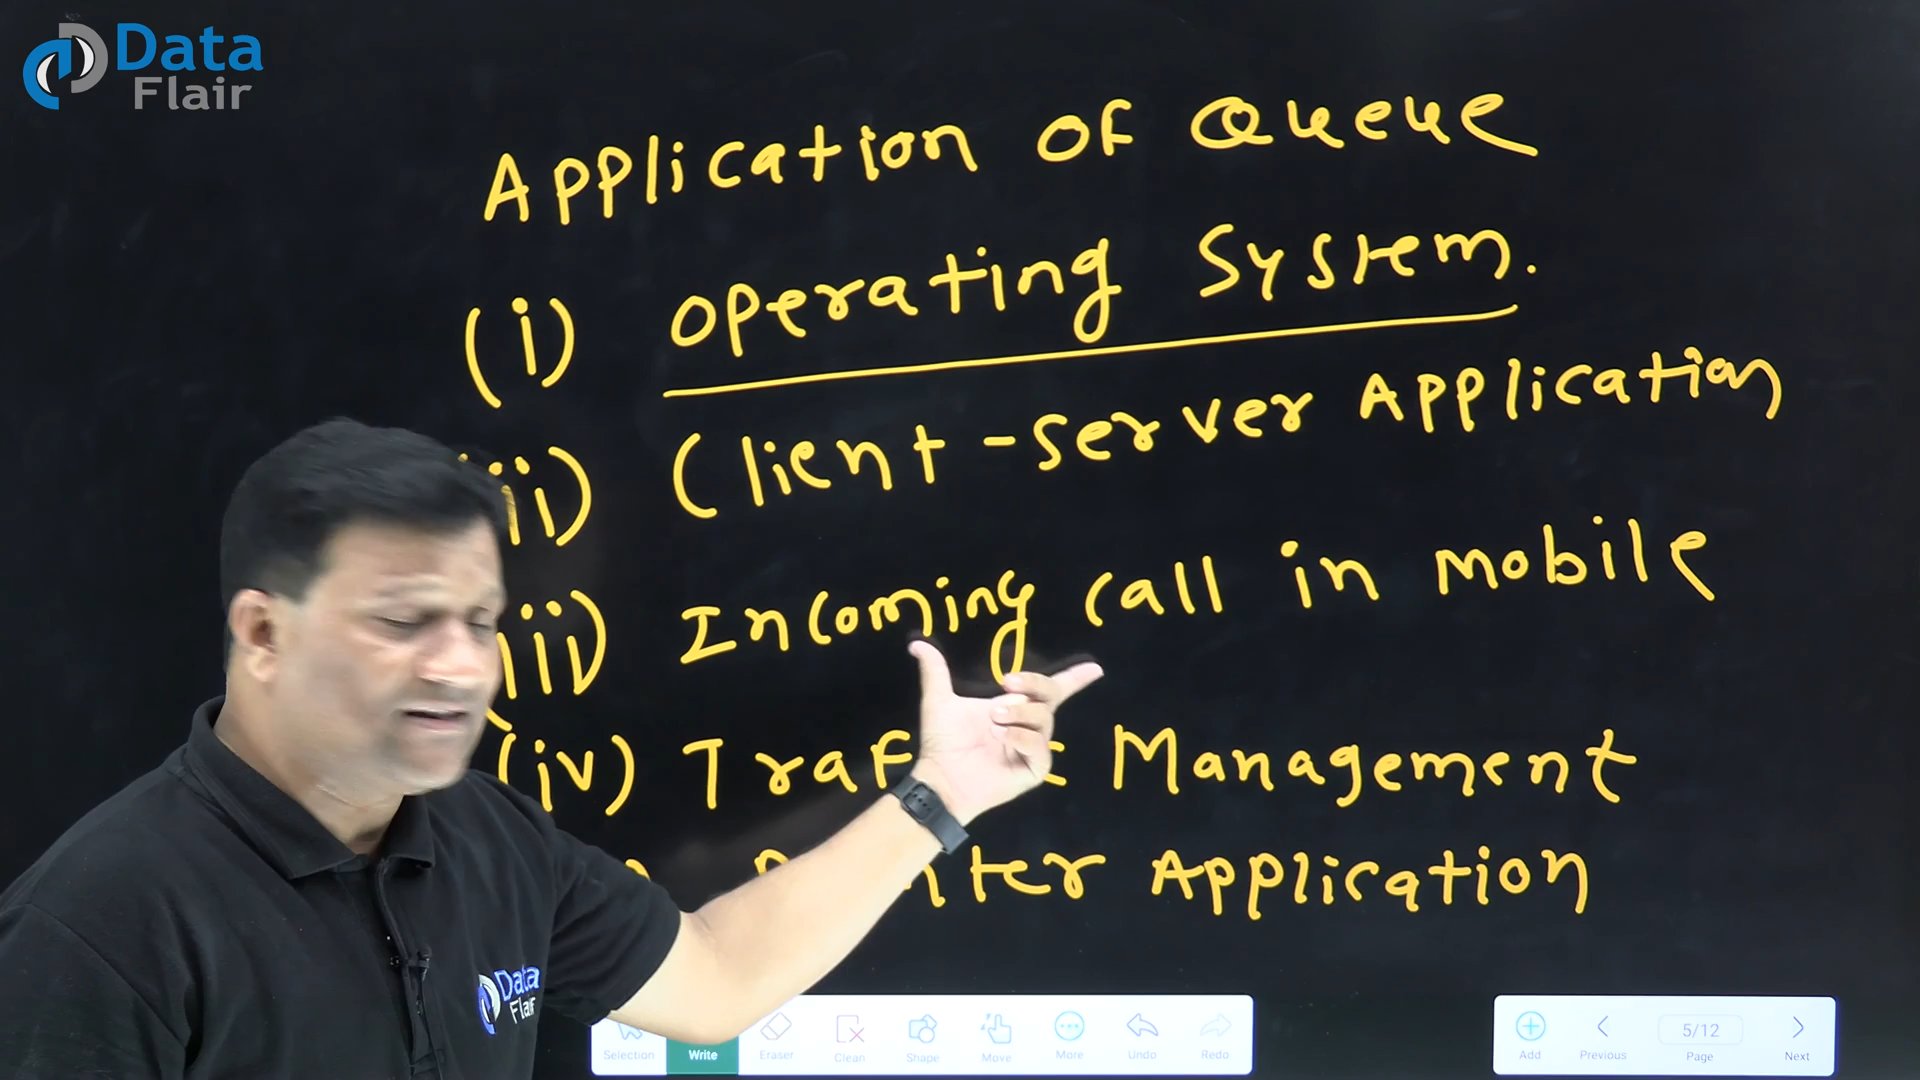 Data
Flair
Application of Queue
(i) Operating System.
ii) Client-Server Application
iii) Incoming call in mobile
(iv) Management
Application
Data
Flair
Selection
Write
Eraser
Clean
Shape
Move
More
Undo
Redo
Add
Previous
5/12
Page
Next